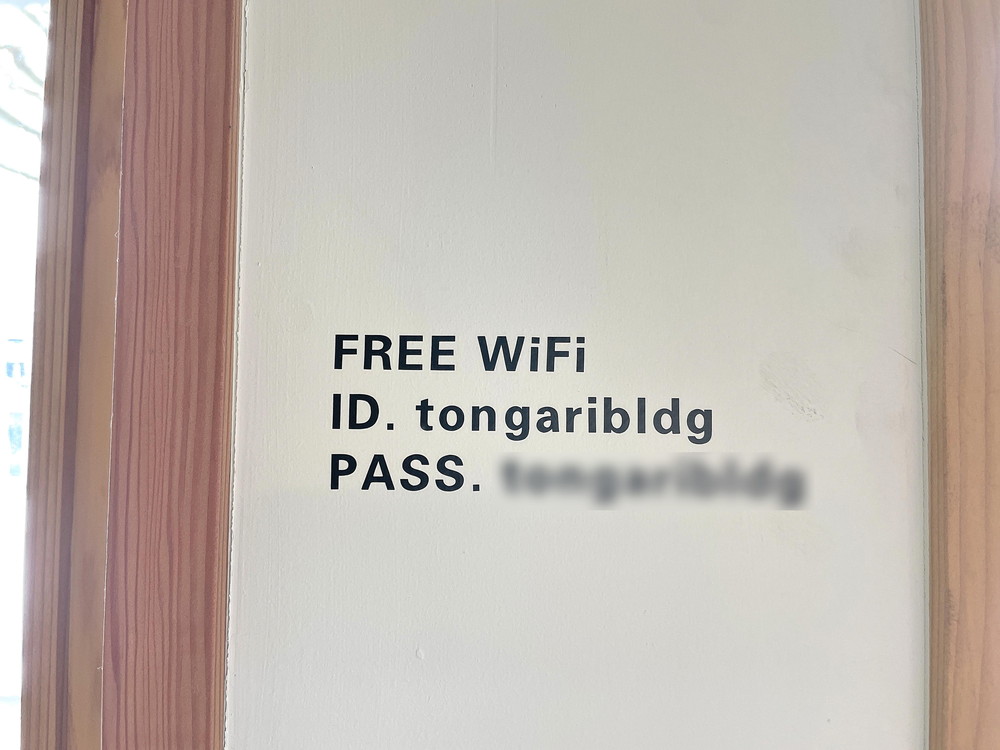 FREE WiFi
ID. tongaribldg
PASS.